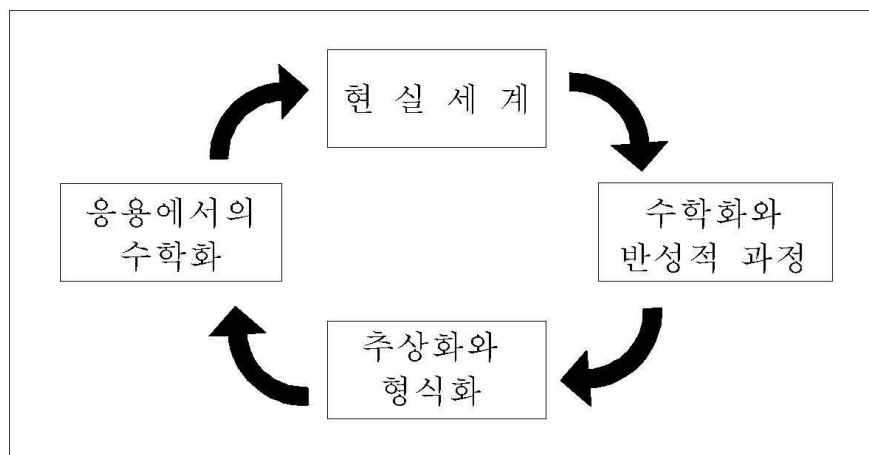 현 실 세 계
응용에서의
수학화
수학화와
반성적 과정
추상화와
형식화